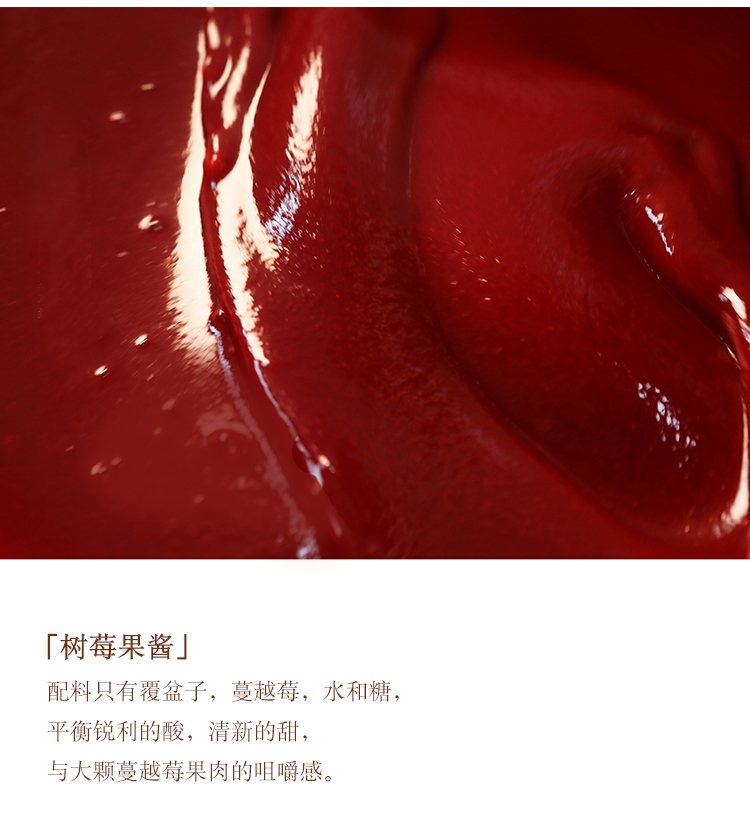 「树莓果酱」
配料只有覆盆子，蔓越莓，水和糖，
平衡锐利的酸，清新的甜，
与大颗蔓越莓果肉的咀嚼感。